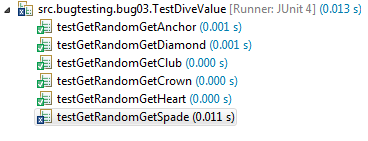 src.bugtesting.bug03.TestDiveValue [Runner: JUnit 4] (0.013 s)
testGetRandomGetAnchor (0.001 s)
testGetRandomGetDiamond (0.001 s)
testGetRandomGetClub (0.000 s)
testGetRandomGetCrown (0.000 s)
testGetRandomGetHeart (0.000 s)
testGetRandomGetSpade (0.011 s)